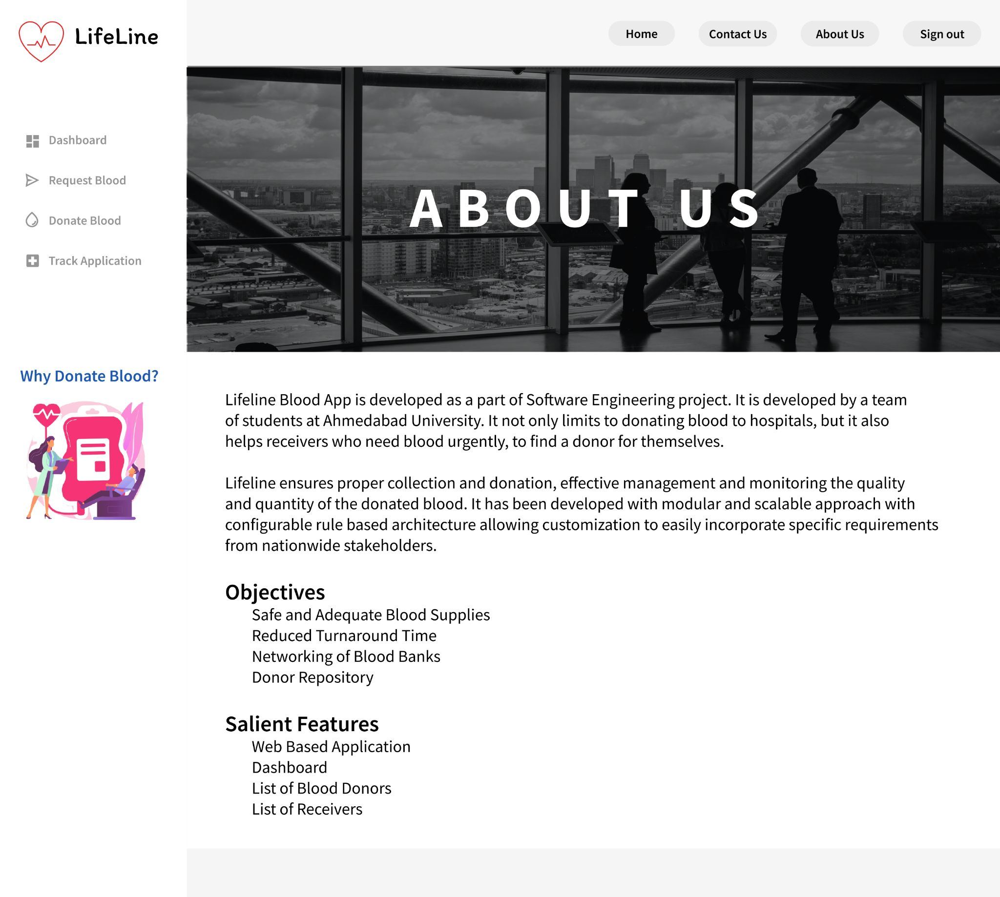 LifeLine
Home
Contact Us
About Us
Sign out
Dashboard
Request Blood
Donate Blood
Track Application
ABOUT US
Why Donate Blood?
Lifeline Blood App is developed as a part of Software Engineering project. It is developed by a team
of students at Ahmedabad University. It not only limits to donating blood to hospitals, but it also
helps receivers who need blood urgently, to find a donor for themselves.
Lifeline ensures proper collection and donation, effective management and monitoring the quality
and quantity of the donated blood. It has been developed with modular and scalable approach with
configurable rule based architecture allowing customization to easily incorporate specific requirements
from nationwide stakeholders.
Objectives
Safe and Adequate Blood Supplies
Reduced Turnaround Time
Networking of Blood Banks
Donor Repository
Salient Features
Web Based Application
Dashboard
List of Blood Donors
List of Receivers